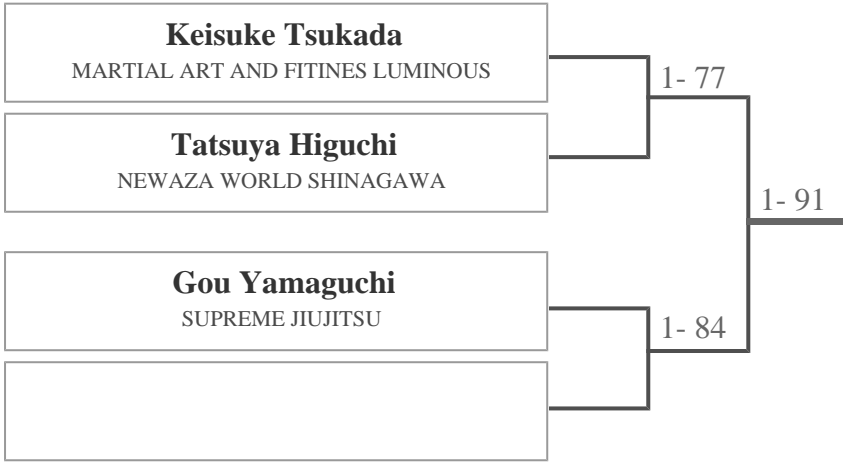 Keisuke Tsukada
MARTIAL ART AND FITINES LUMINOUS
1- 77
Tatsuya Higuchi
NEWAZA WORLD SHINAGAWA
1- 91
Gou Yamaguchi
SUPREME JIUJITSU
1- 84